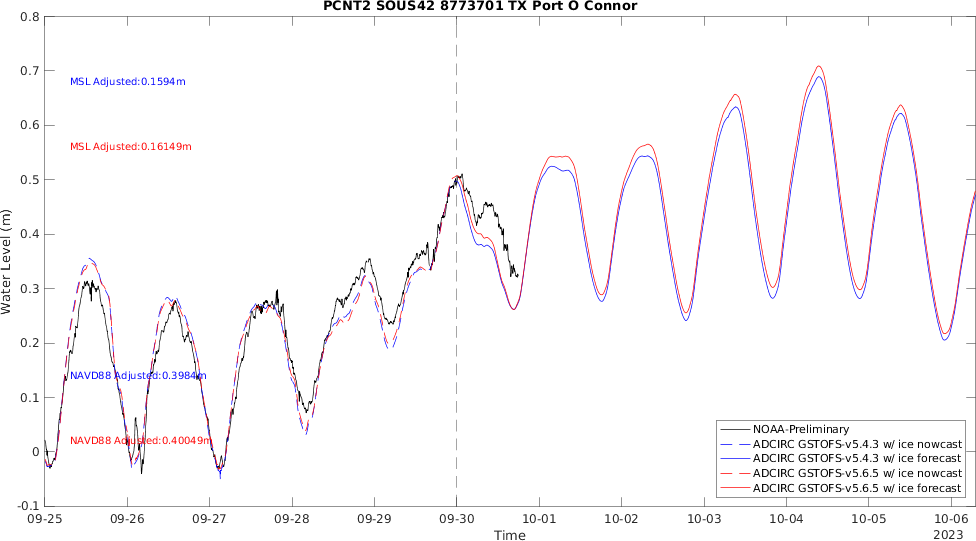 PCNT2 SOUS42 8773701 TX Port O Connor
0.8
0.7
0.6
0.5
0.4
0.3
0.2
0.1
0
-0.1
Water Level (m)
MSL Adjusted:0.1594m
MSL Adjusted:0.16149m
NAVD88 Adjusted:0.3984m
NAVD88 Adjusted:0.40049m
NOAA-Preliminary
ADCIRC GSTOFS-v5.4.3 w/ ice nowcast
ADCIRC GSTOFS-v5.4.3 w/ ice forecast
ADCIRC GSTOFS-v5.6.5 w/ ice nowcast
ADCIRC GSTOFS-v5.6.5 w/ ice forecast
09-25 09-26 09-27 09-28 09-29 09-30 10-01 10-02 10-03 10-04 10-05 10-06
2023
Time